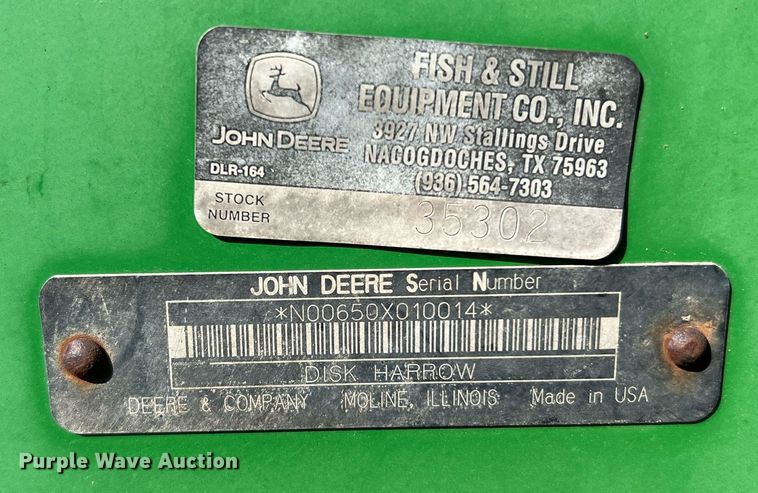 FISH & STILL
EQUIPMENT CO., INC.
3927 NW Stallings Drive
NACOGDOCHES, TX 75963
(936) 564-7303
JOHN DEERE
DLR-164
STOCK
NUMBER
35302
JOHN DEERE Serial Number
*N00650X010014*
DISK HARROW
DEERE & COMPANY MOLINE, ILLINOIS Made in USA
Purple Wave Auction